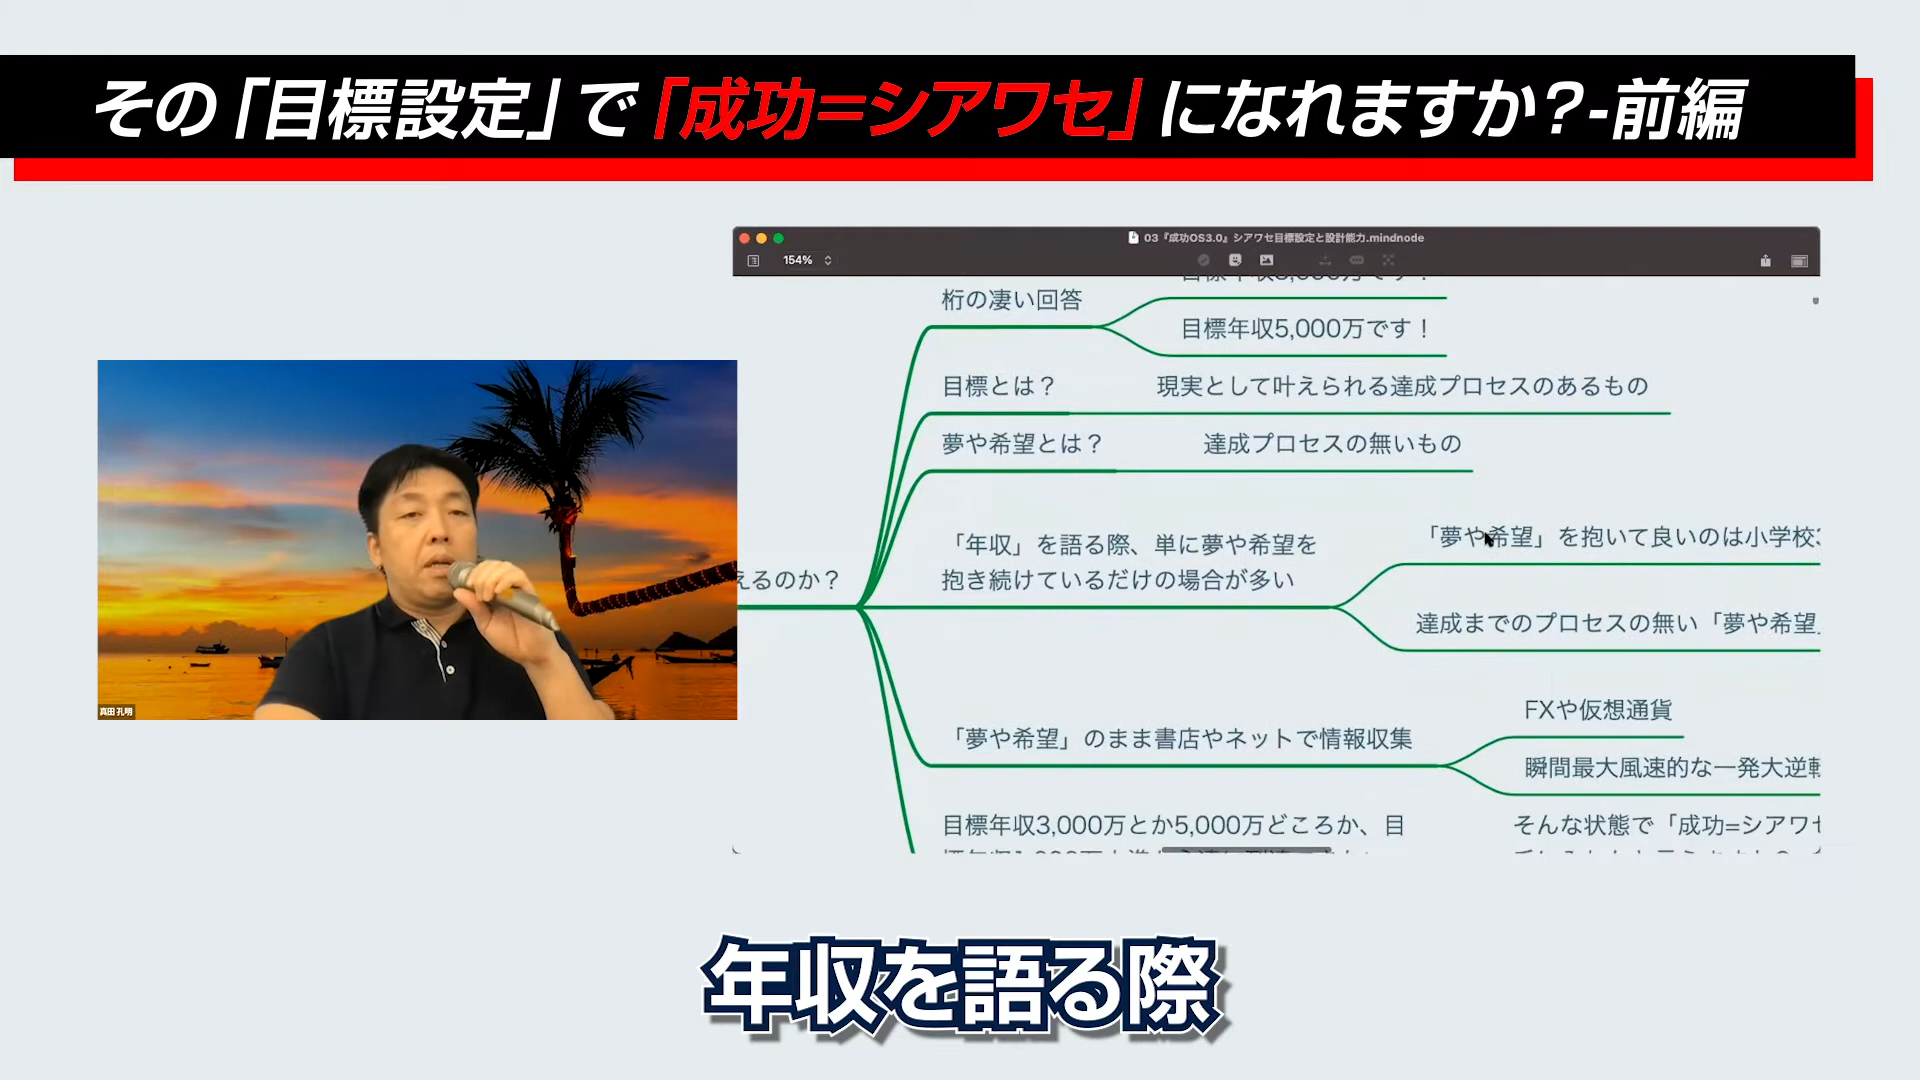 その「目標設定」で「成功=シアワセ」になれますか?-前編
03『成功OS3.0』シアワセ目標設定と設計能力.mindnode
154%
桁の凄い回答
目標年収5,000万です！
目標とは？
現実として叶えられる達成プロセスのあるもの
夢や希望とは？
達成プロセスの無いもの
えるのか？
「年収」を語る際、単に夢や希望を
抱き続けているだけの場合が多い
「夢や希望」を抱いて良いのは小学校
達成までのプロセスの無い「夢や希望
「夢や希望」のまま書店やネットで情報収集
FXや仮想通貨
瞬間最大風速的な一発大逆転
目標年収3,000万とか5,000万どころか、目
そんな状態で「成功=シアワセ
真田 孔明
年収を語る際